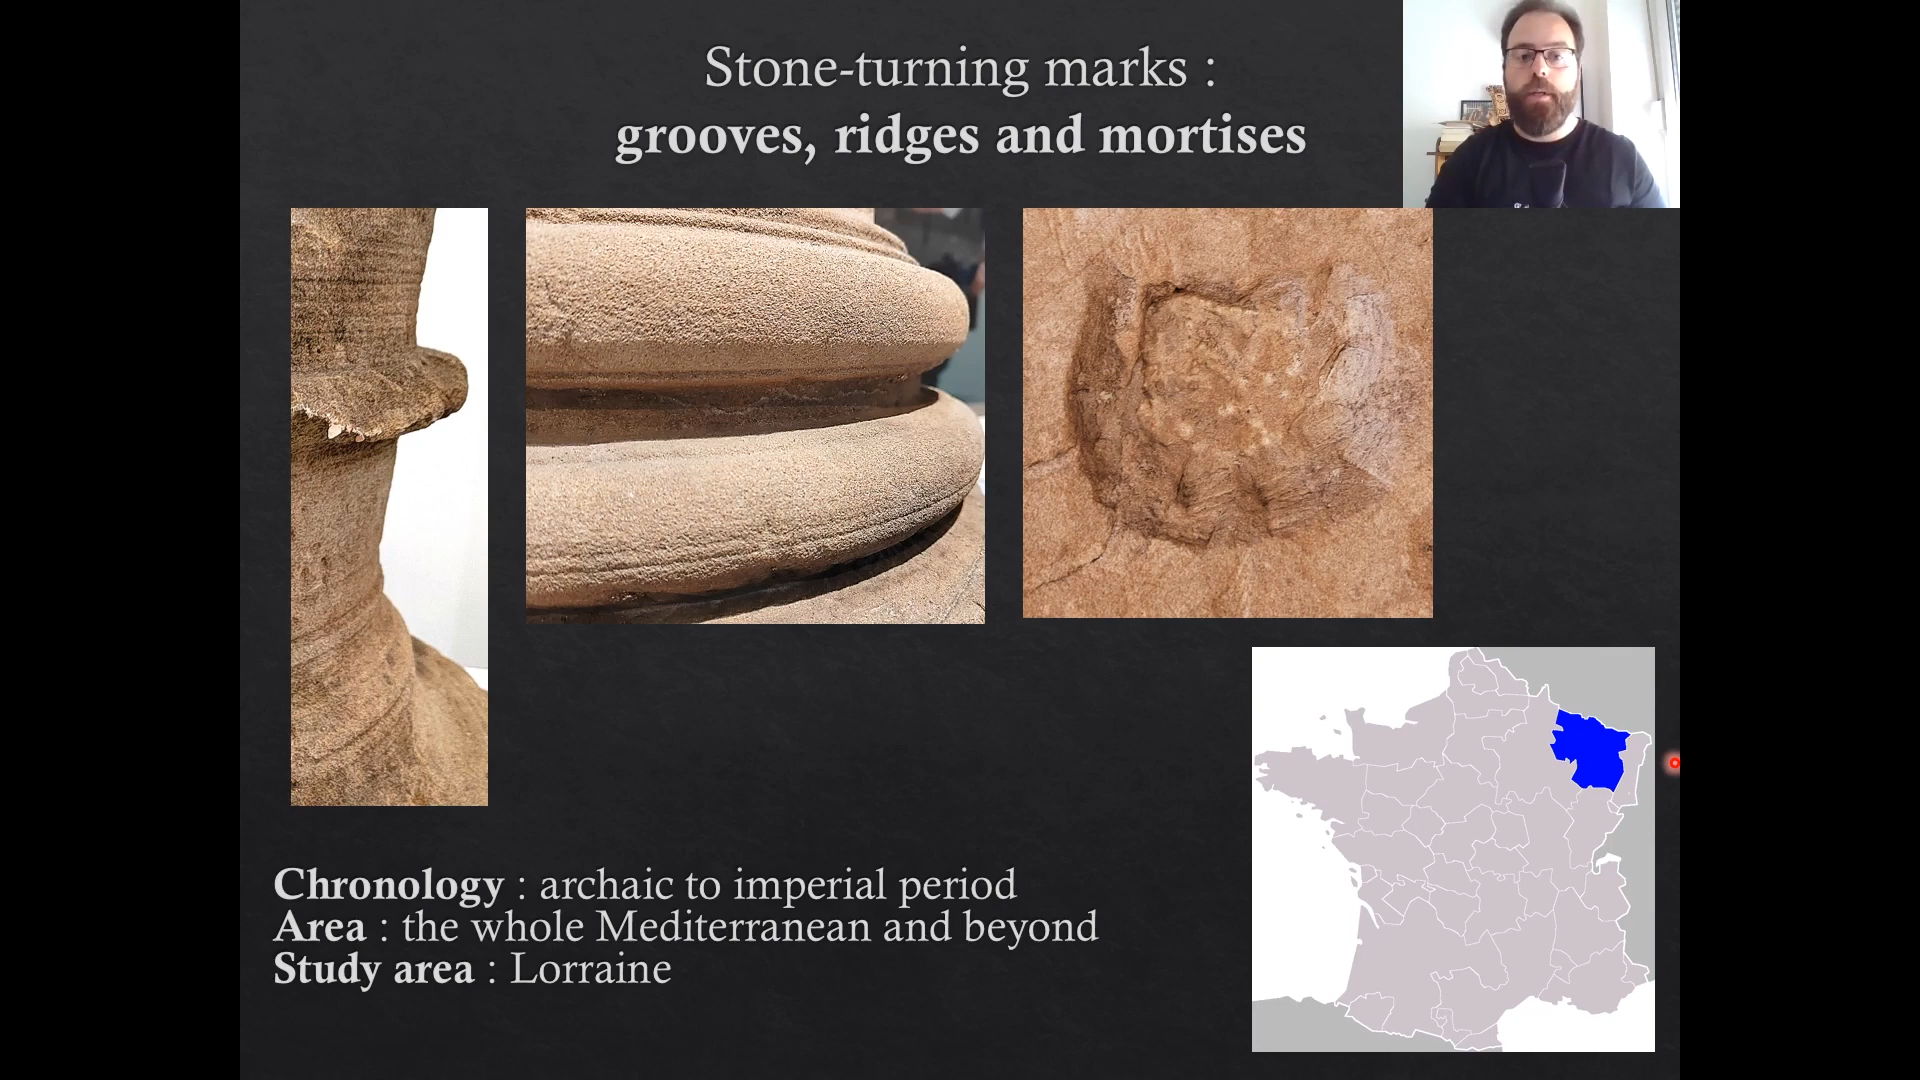 Stone-turning marks :
grooves, ridges and mortises
Chronology : archaic to imperial period
Area : the whole Mediterranean and beyond
Study area : Lorraine